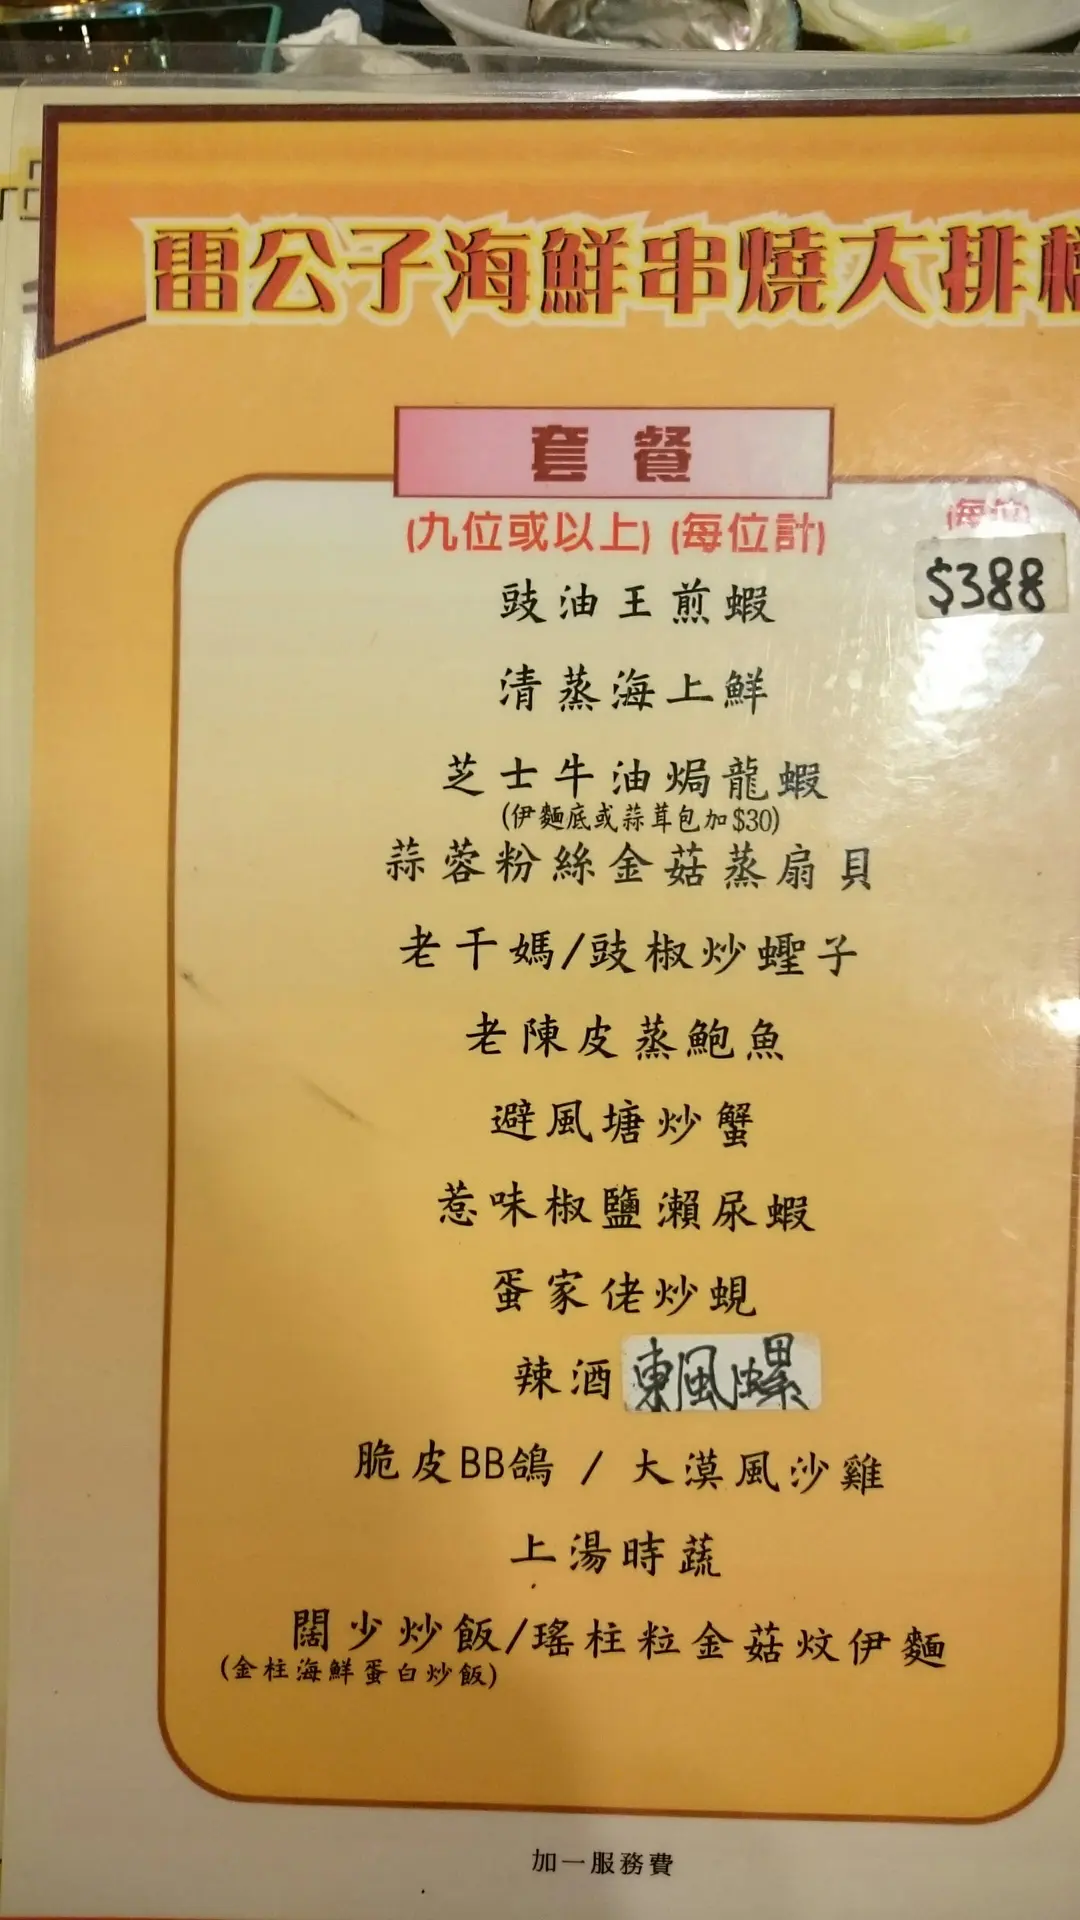 雷公子海鮮串燒大排檔
套餐
(九位或以上) (每位計)
(每位)
$388
豉油王煎蝦
清蒸海上鮮
芝士牛油焗龍蝦
(伊麵底或蒜茸包加$30)
蒜蓉粉絲金菇蒸扇貝
老干媽/豉椒炒蟶子
老陳皮蒸鮑魚
避風塘炒蟹
惹味椒鹽瀨尿蝦
蛋家佬炒蜆
辣酒東風螺
脆皮BB鴿 / 大漠風沙雞
上湯時蔬
闊少炒飯/瑤柱粒金菇炆伊麵
(金柱海鮮蛋白炒飯)
加一服務費